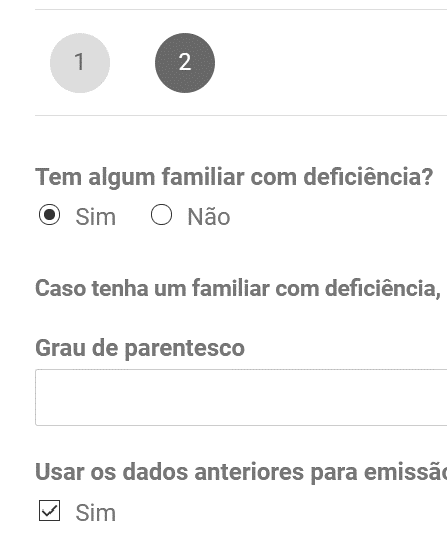 1 2
Tem algum familiar com deficiência?
Sim Não
Caso tenha um familiar com deficiência,
Grau de parentesco
Usar os dados anteriores para emissão
Sim